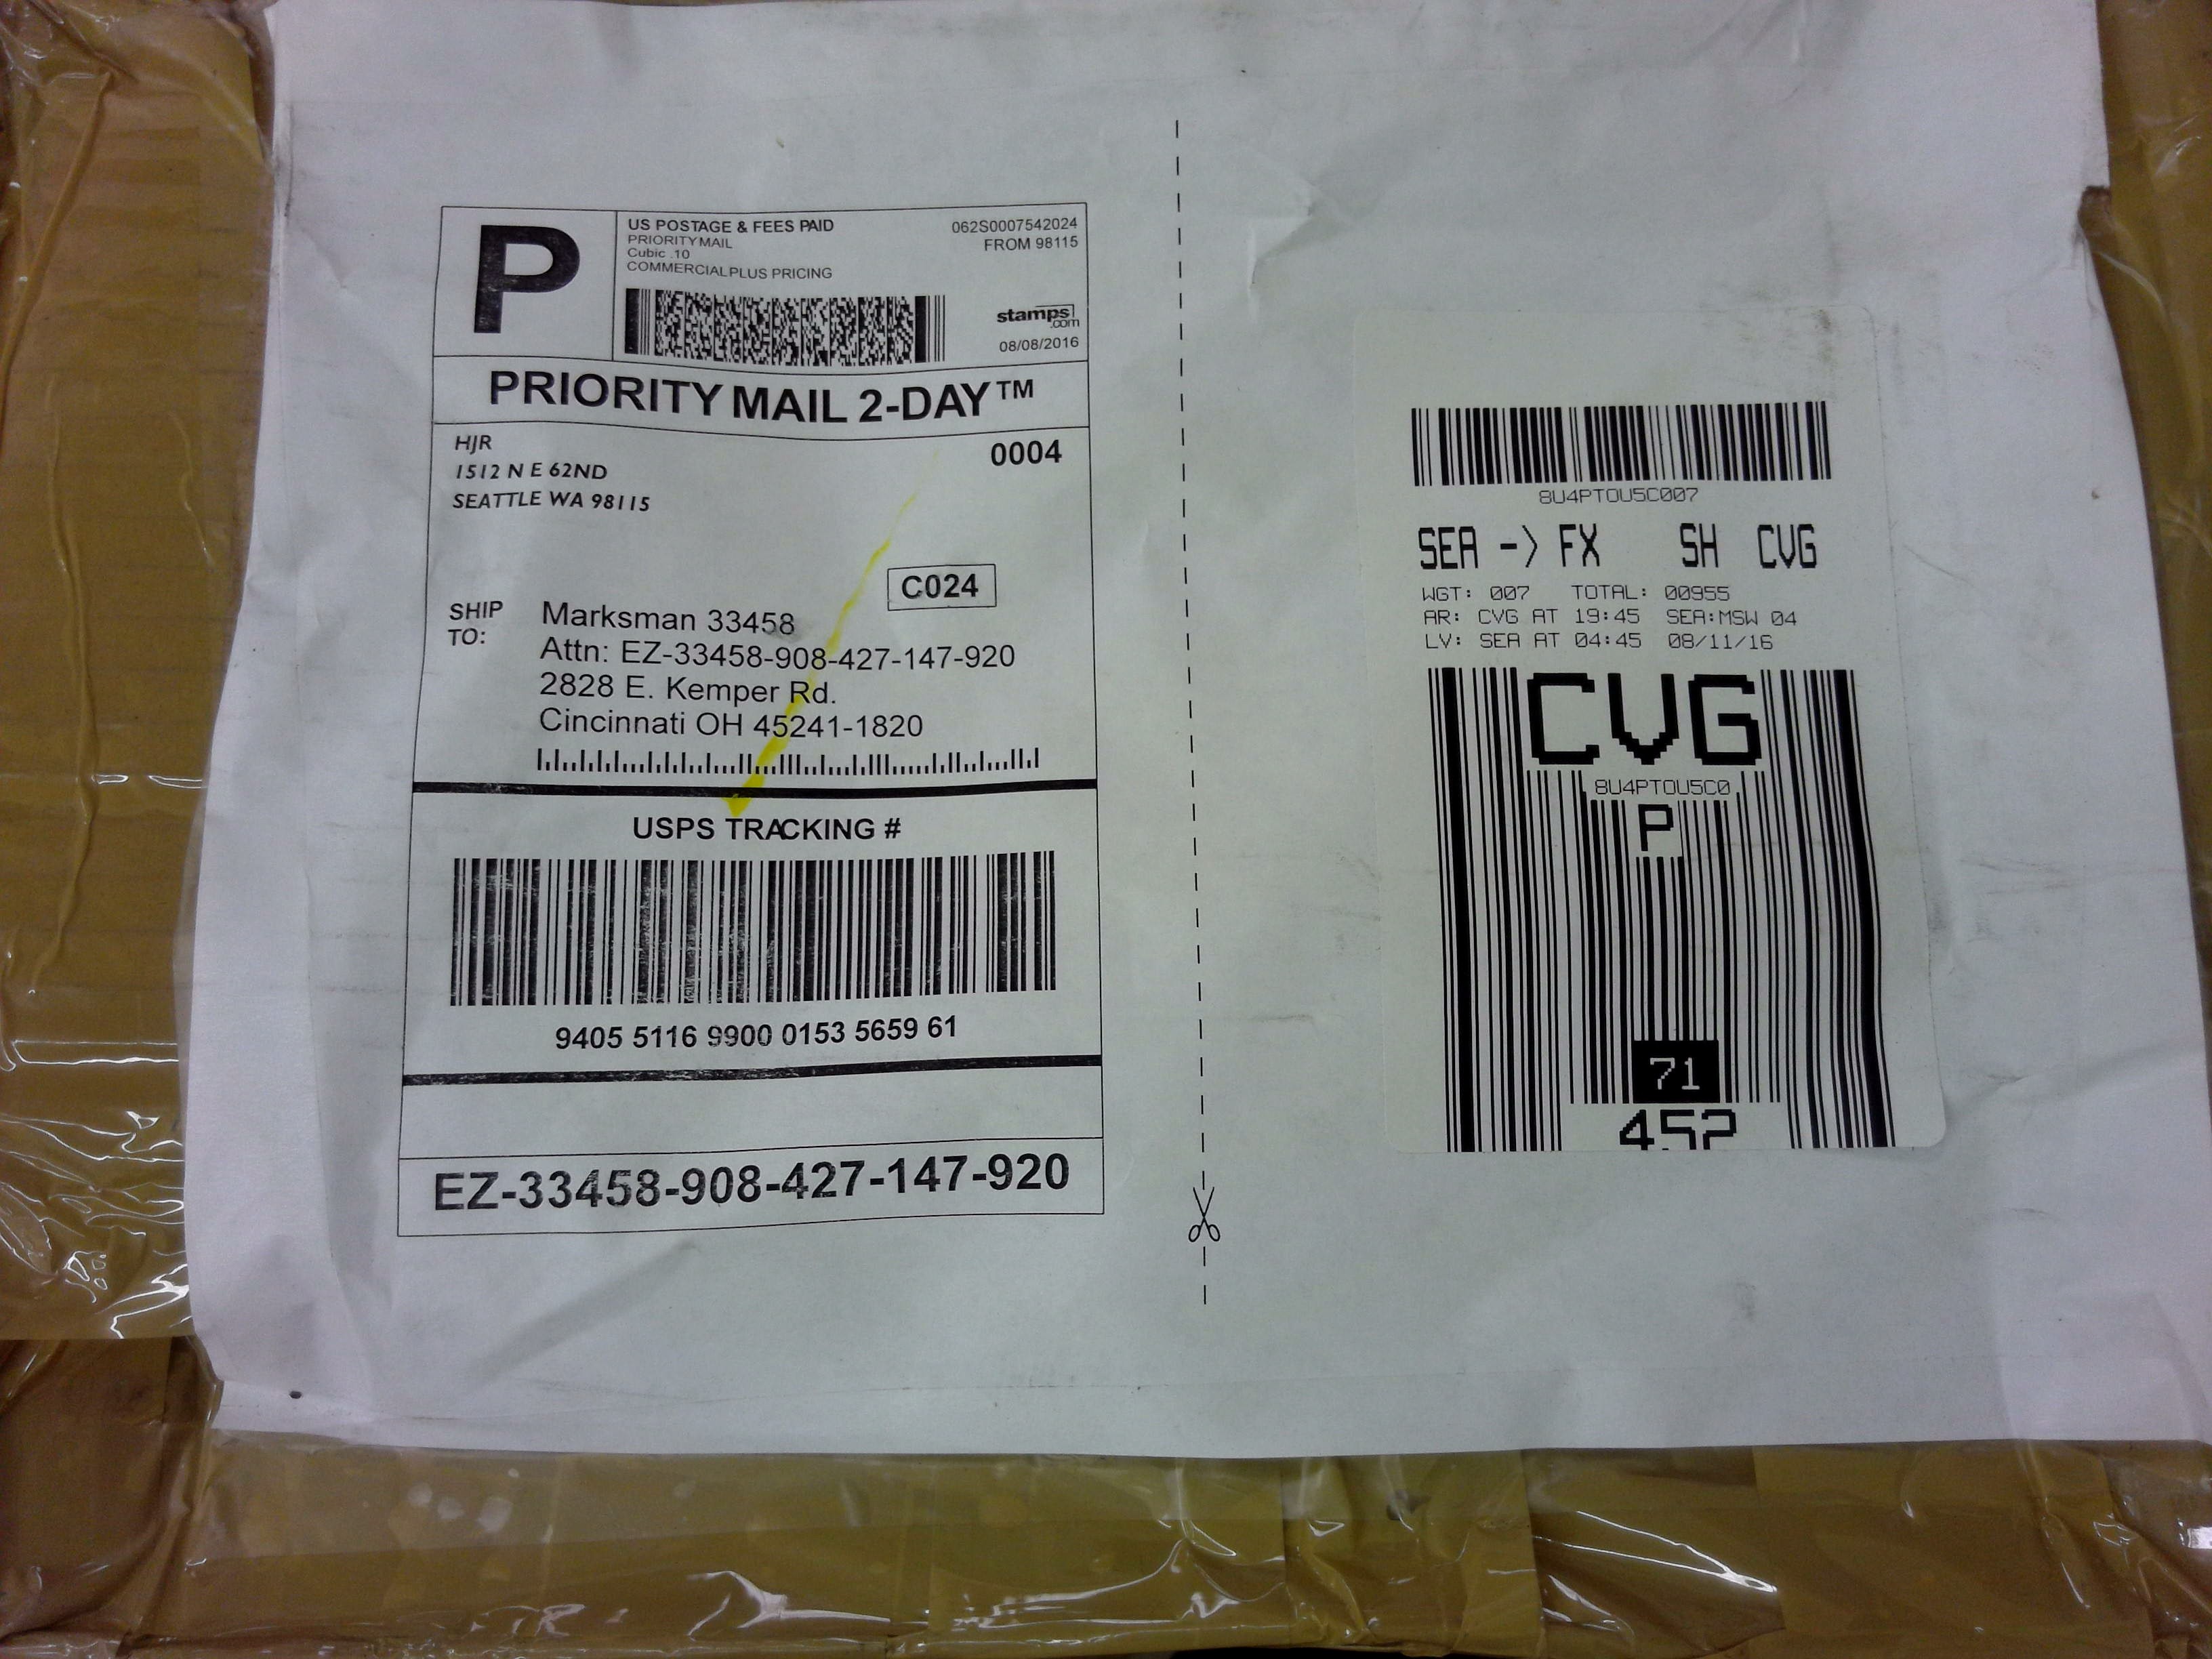 P
US POSTAGE & FEES PAID
PRIORITY MAIL
Cubic .10
COMMERCIALPLUS PRICING
062S0007542024
FROM 98115
stamps.com
08/08/2016
PRIORITY MAIL 2-DAY™
HJR
1512 N E 62ND
SEATTLE WA 98115
0004
C024
SHIP TO:
Marksman 33458
Attn: EZ-33458-908-427-147-920
2828 E. Kemper Rd.
Cincinnati OH 45241-1820
USPS TRACKING #
9405 5116 9900 0153 5659 61
EZ-33458-908-427-147-920
8U4PTOU5C007
SEA -> FX SH CVG
WGT: 007 TOTAL: 00955
AR: CVG AT 19:45 SEA:MSW 04
LV: SEA AT 04:45 08/11/16
CVG
8U4PTOU5C0
P
71
452